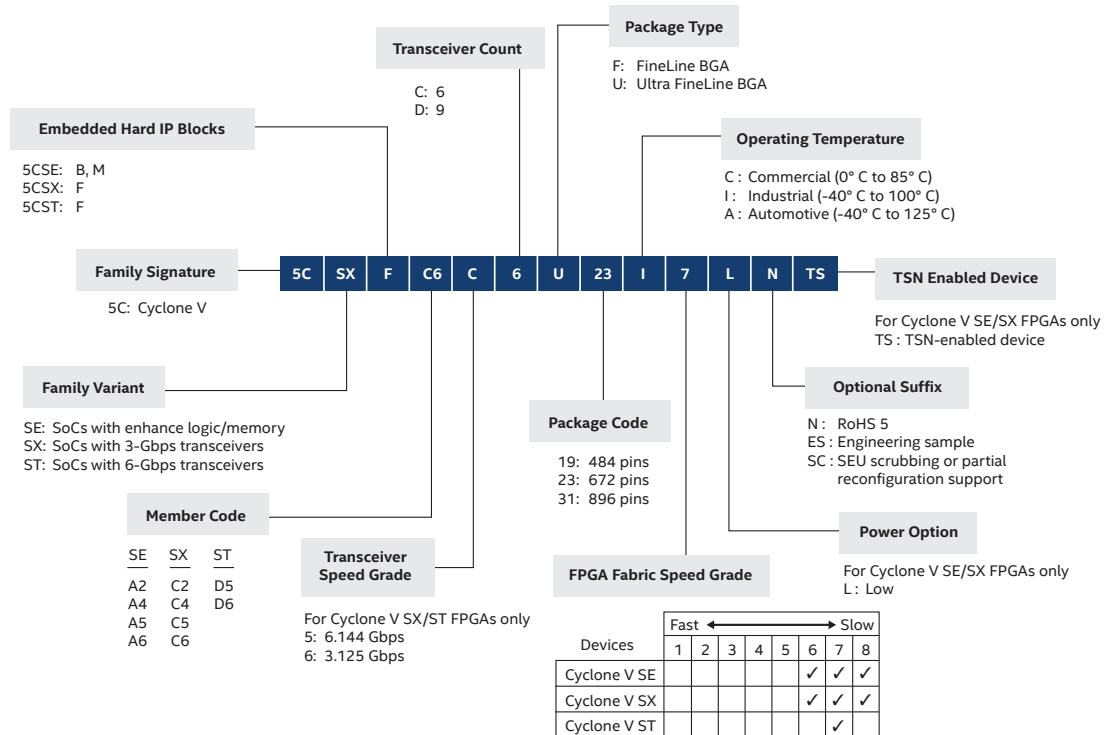 Package Type
F: FineLine BGA
U: Ultra FineLine BGA
Transceiver Count
C: 6
D: 9
Embedded Hard IP Blocks
5CSE: B, M
5CSX: F
5CST: F
Operating Temperature
C : Commercial (0° C to 85° C)
I : Industrial (-40° C to 100° C)
A : Automotive (-40° C to 125° C)
Family Signature
5C: Cyclone V
5C SX F C6 C 6 U 23 I 7 L N TS
TSN Enabled Device
For Cyclone V SE/SX FPGAs only
TS : TSN-enabled device
Family Variant
SE: SoCs with enhance logic/memory
SX: SoCs with 3-Gbps transceivers
ST: SoCs with 6-Gbps transceivers
Optional Suffix
N : RoHS 5
ES : Engineering sample
SC : SEU scrubbing or partial
reconfiguration support
Package Code
19: 484 pins
23: 672 pins
31: 896 pins
Member Code
SE SX ST
A2 C2 D5
A4 C4 D6
A5 C5
A6 C6
Transceiver
Speed Grade
For Cyclone V SX/ST FPGAs only
5: 6.144 Gbps
6: 3.125 Gbps
Power Option
For Cyclone V SE/SX FPGAs only
L : Low
FPGA Fabric Speed Grade
Fast Slow
Devices 1 2 3 4 5 6 7 8
Cyclone V SE ✓ ✓ ✓
Cyclone V SX ✓ ✓ ✓
Cyclone V ST ✓